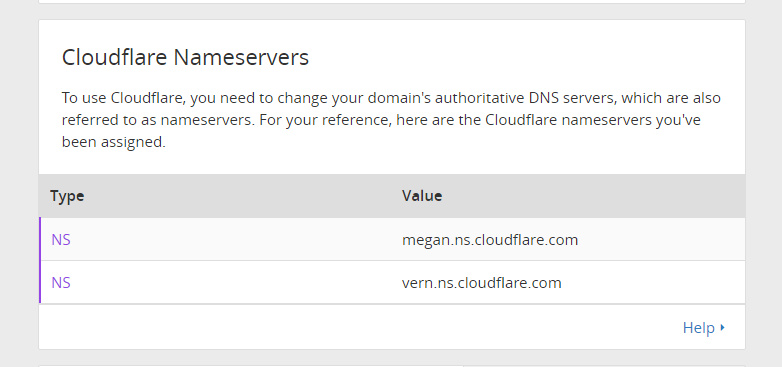 Cloudflare Nameservers
To use Cloudflare, you need to change your domain's authoritative DNS servers, which are also
referred to as nameservers. For your reference, here are the Cloudflare nameservers you've
been assigned.
Type Value
NS megan.ns.cloudflare.com
NS vern.ns.cloudflare.com
Help